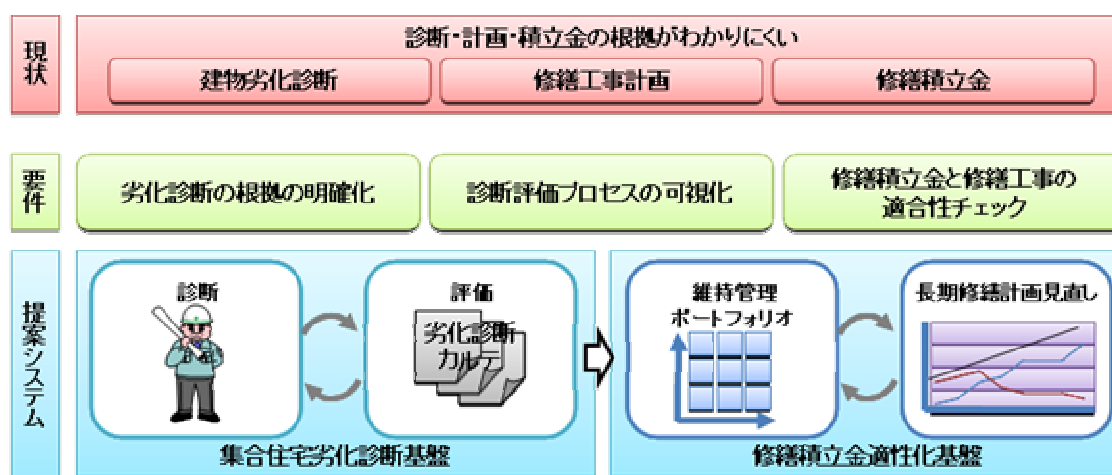 現状
診断・計画・積立金の根拠がわかりにくい
建物劣化診断
修繕工事計画
修繕積立金
要件
劣化診断の根拠の明確化
診断評価プロセスの可視化
修繕積立金と修繕工事の
適合性チェック
提案システム
診断
評価
劣化診断
カルテ
集合住宅劣化診断基盤
維持管理
ポートフォリオ
長期修繕計画見直し
修繕積立金適性化基盤